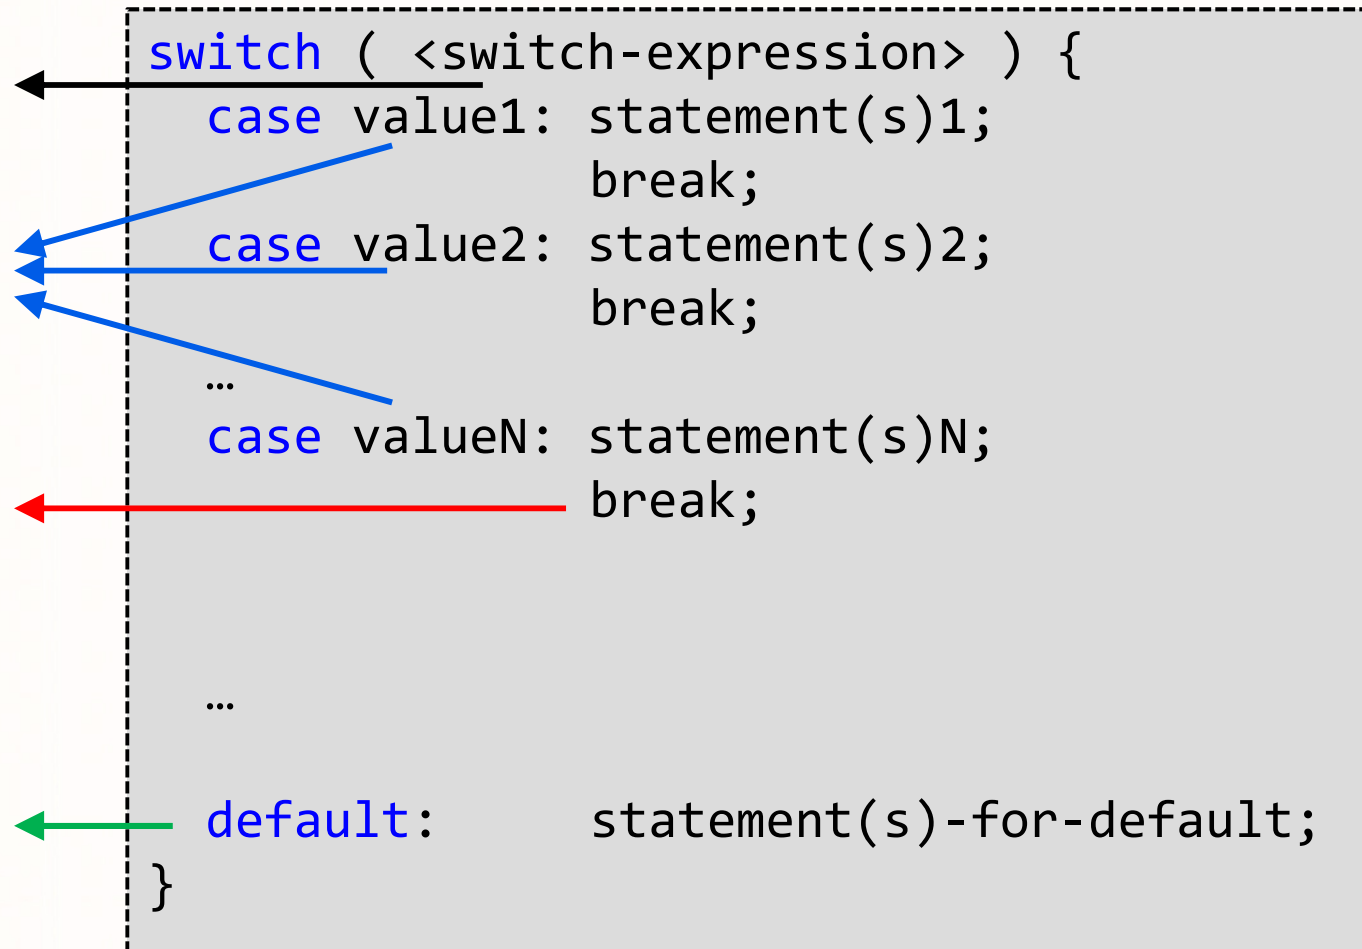 switch ( <switch-expression> ) {
case value1: statement(s)1;
break;
case value2: statement(s)2;
break;
…
case valueN: statement(s)N;
break;
…
default: statement(s)-for-default;
}